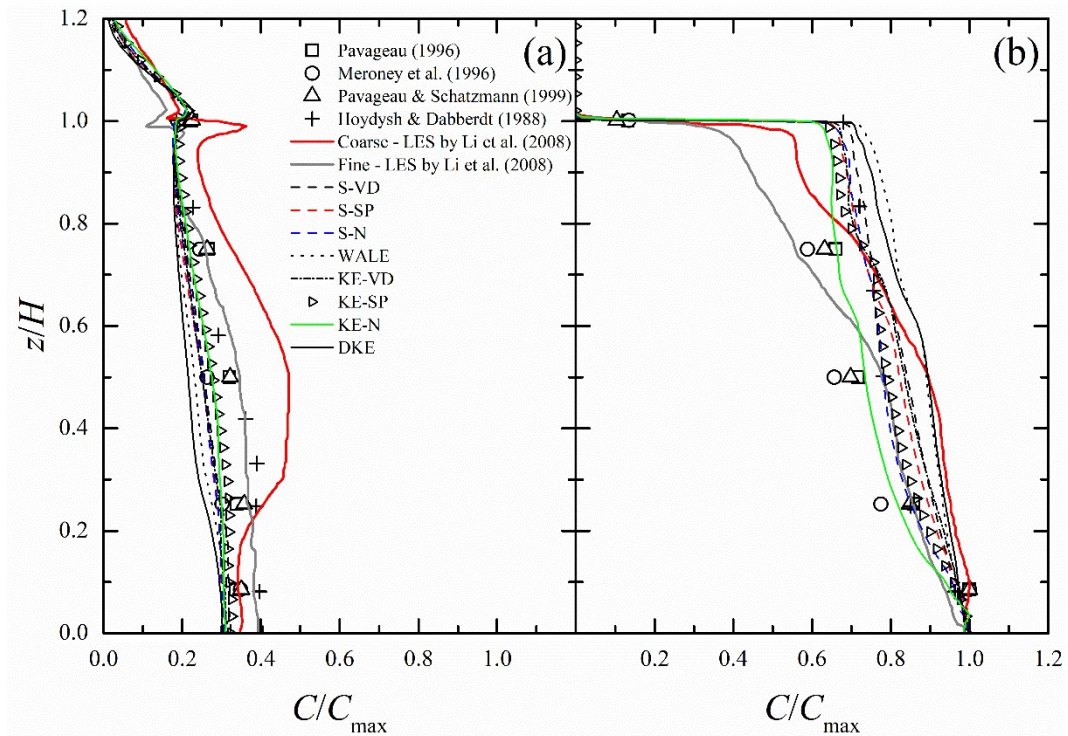 1.2
1.0
0.8
0.6
0.4
0.2
0.0
z/H
(a)
Pavageau (1996)
Meroney et al. (1996)
Pavageau & Schatzmann (1999)
Hoydysh & Dabberdt (1988)
Coarse - LES by Li et al. (2008)
Fine - LES by Li et al. (2008)
S-VD
S-SP
S-N
WALE
KE-VD
KE-SP
KE-N
DKE
(b)
0.0 0.2 0.4 0.6 0.8 1.0
0.2 0.4 0.6 0.8 1.0 1.2
C/Cmax
C/Cmax